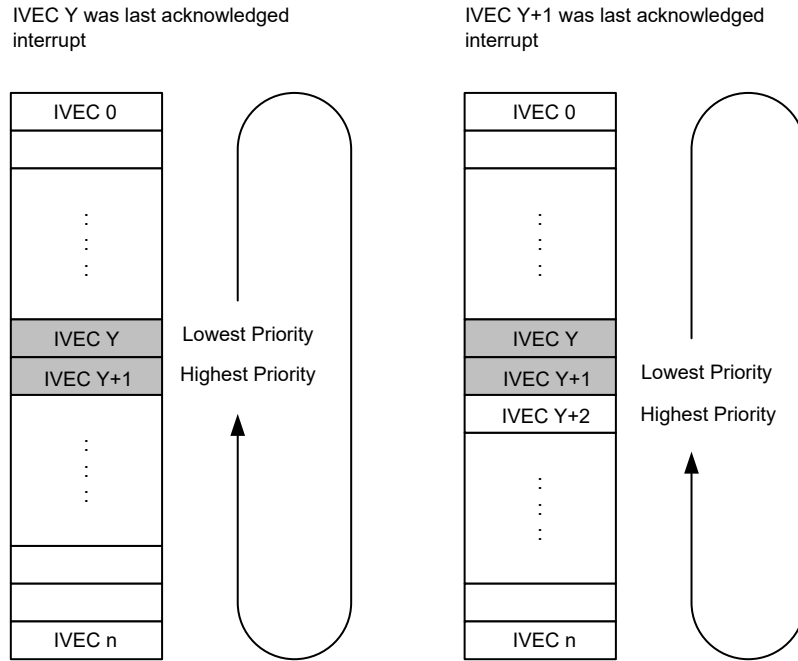 IVEC Y was last acknowledged
interrupt
IVEC 0
IVEC Y
Lowest Priority
IVEC Y+1
Highest Priority
IVEC n
IVEC Y+1 was last acknowledged
interrupt
IVEC 0
IVEC Y
IVEC Y+1
Lowest Priority
IVEC Y+2
Highest Priority
IVEC n